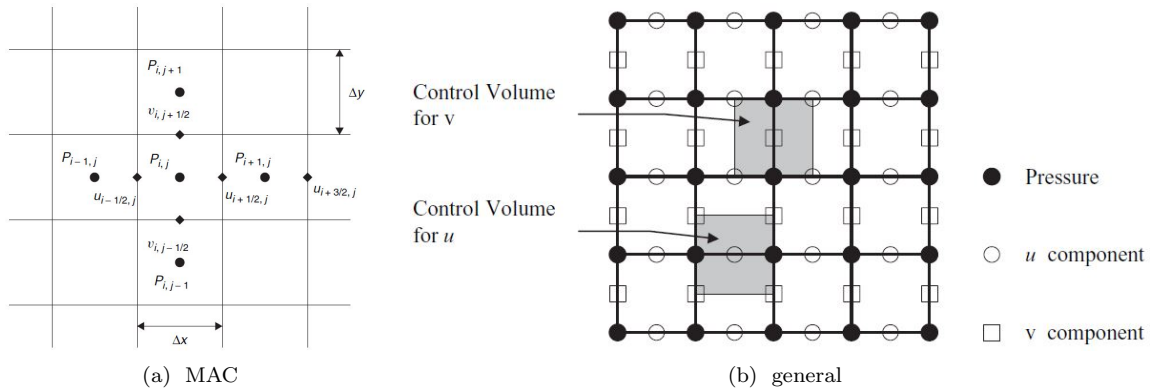 P_{i, j+1}
v_{i, j+1/2}
Δy
P_{i−1, j}
P_{i, j}
P_{i+1, j}
u_{i−1/2, j}
u_{i+1/2, j}
u_{i+3/2, j}
v_{i, j−1/2}
P_{i, j−1}
Δx
(a) MAC
Control Volume
for v
Control Volume
for u
Pressure
u component
v component
(b) general